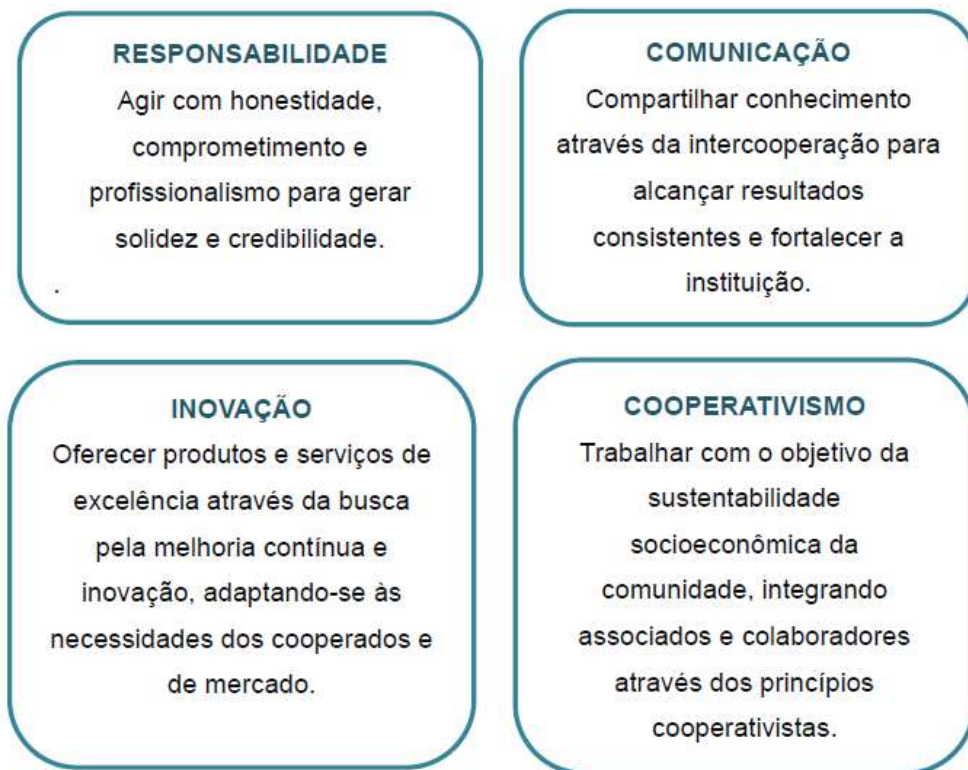 RESPONSABILIDADE
Agir com honestidade,
comprometimento e
profissionalismo para gerar
solidez e credibilidade.
.
COMUNICAÇÃO
Compartilhar conhecimento
através da intercooperação para
alcançar resultados
consistentes e fortalecer a
instituição.
INOVAÇÃO
Oferecer produtos e serviços de
excelência através da busca
pela melhoria contínua e
inovação, adaptando-se às
necessidades dos cooperados e
de mercado.
COOPERATIVISMO
Trabalhar com o objetivo da
sustentabilidade
socioeconômica da
comunidade, integrando
associados e colaboradores
através dos princípios
cooperativistas.